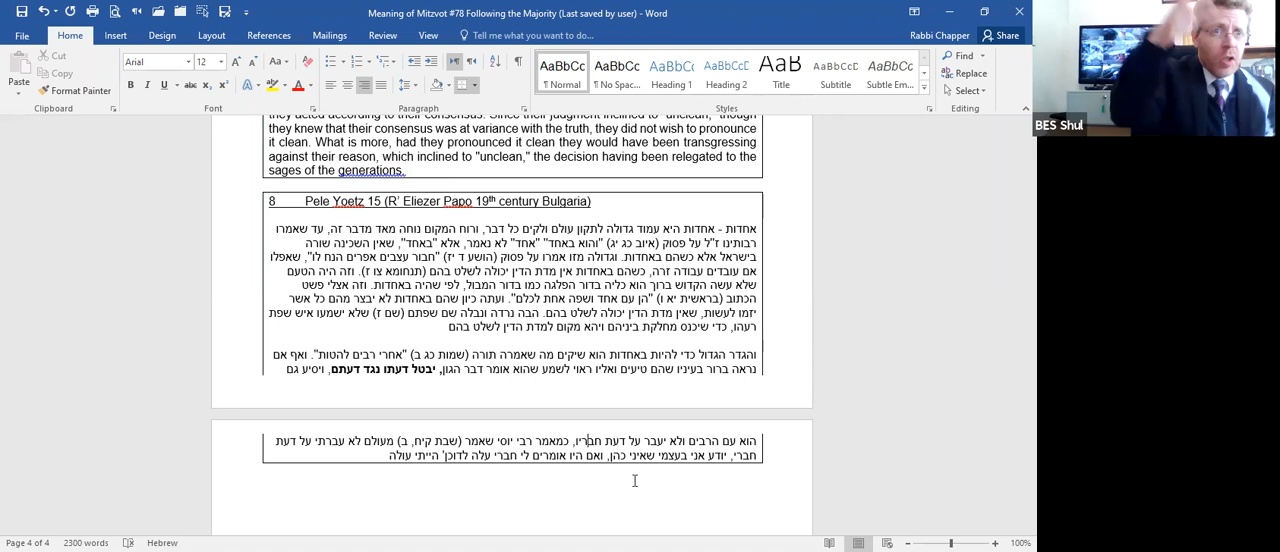 Meaning of Mitzvot #78 Following the Majority (Last saved by user) - Word
File Home Insert Design Layout References Mailings Review View Tell me what you want to do... Rabbi Chapper Share
Paste
Cut
Copy
Format Painter
Clipboard
Arial 12
Font
Paragraph
AaBbCc AaBbCc AaBbCc AaBbCc AaB AaBbCc AaBbCc
¶ Normal ¶ No Spac... Heading 1 Heading 2 Title Subtitle Subtle Em...
Styles
Find
Replace
Select
Editing
BES Shul
they acted according to their consensus. Since their judgment inclined to "unclean," though
they knew that their consensus was at variance with the truth, they did not wish to pronounce
it clean. What is more, had they pronounced it clean they would have been transgressing
against their reason, which inclined to "unclean," the decision having been relegated to the
sages of the generations.
8 Pele Yoetz 15 (R' Eliezer Papo 19th century Bulgaria)
אחדות - אחדות היא עמוד גדולה לתקון עולם ולקים כל דבר, ורוח המקום נוחה מאד מדבר זה, עד שאמרו
רבותינו ז"ל על פסוק (איוב כג יג) "והוא באחד" "אחד" לא נאמר, אלא "באחד", שאין השכינה שורה
בישראל אלא כשהם באחדות. וגדולה מזו אמרו על פסוק (הושע ד יז) "חבור עצבים אפרים הנח לו", שאפלו
אם עובדים עבודה זרה, כשהם באחדות אין מדת הדין יכולה לשלט בהם (תנחומא צו ז). וזה היה הטעם
שלא עשה הקדוש ברוך הוא כליה בדור הפלגה כמו בדור המבול, לפי שהיה באחדות. וזה אצלי פשט
הכתוב (בראשית יא ו) "הן עם אחד ושפה אחת לכלם". ועתה כיון שהם באחדות לא יבצר מהם כל אשר
יזמו לעשות, שאין מדת הדין יכולה לשלט בהם. הבה נרדה ונבלה שם שפתם (שם ז) שלא ישמעו איש שפת
רעהו, כדי שיכנס מחלקת ביניהם ויהא מקום למדת הדין לשלט בהם
והגדר הגדול כדי להיות באחדות הוא שיקים מה שאמרה תורה (שמות כג ב) "אחרי רבים להטות". ואף אם
נראה ברור בעיניו שהם טיעים ואליו ראוי לשמע שהוא אומר דבר הגון, יבטל דעתו נגד דעתם, ויסיע גם
הוא עם הרבים ולא יעבר על דעת חבריו, כמאמר רבי יוסי שאמר (שבת קיח, ב) מעולם לא עברתי על דעת
חברי, יודע אני בעצמי שאיני כהן, ואם היו אומרים לי חברי עלה לדוכן' הייתי עולה
Page 4 of 4 2300 words Hebrew 100%